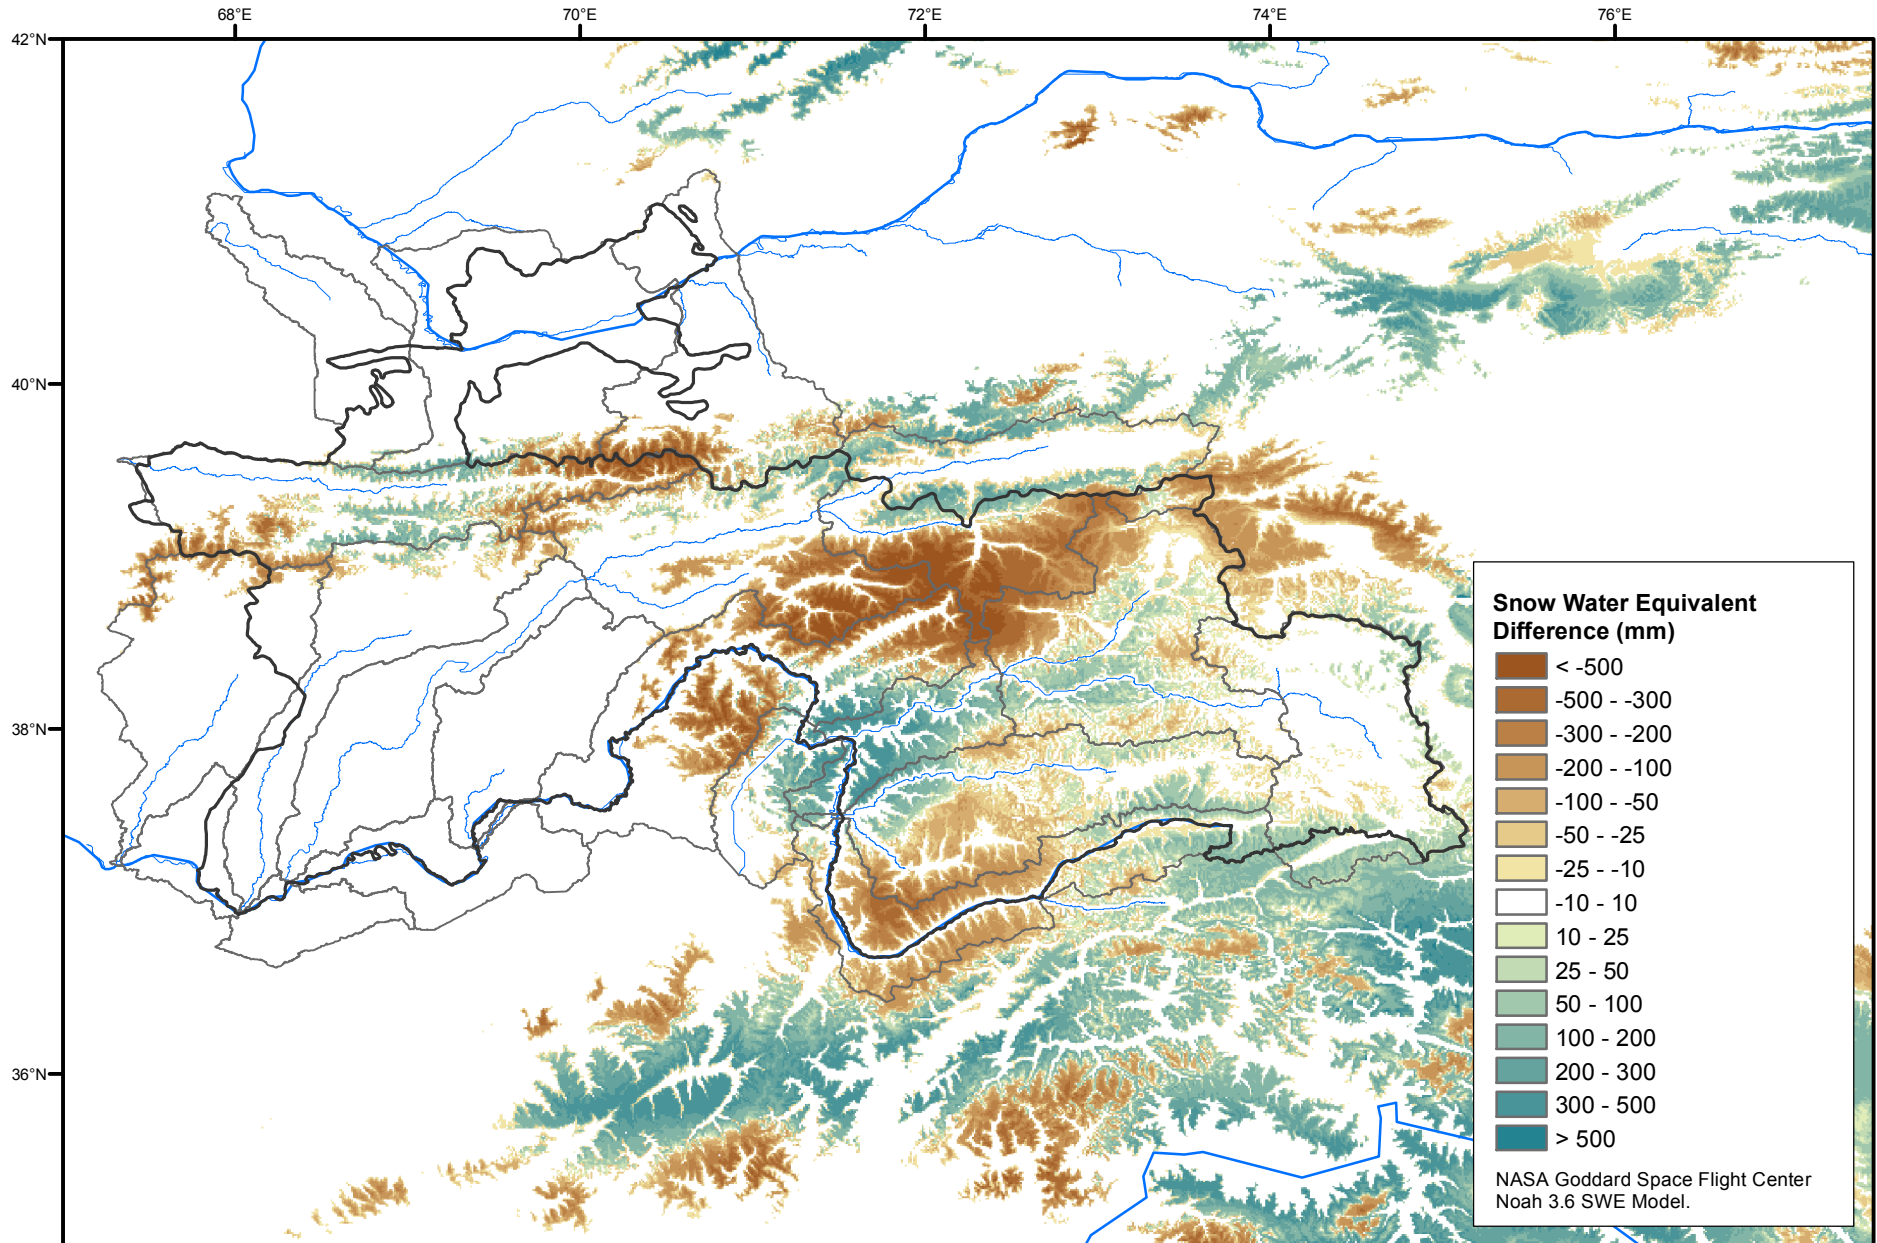 68°E
70°E
72°E
74°E
76°E
42°N
40°N
38°N
36°N
Snow Water Equivalent
Difference (mm)
< -500
-500 - -300
-300 - -200
-200 - -100
-100 - -50
-50 - -25
-25 - -10
-10 - 10
10 - 25
25 - 50
50 - 100
100 - 200
200 - 300
300 - 500
> 500
NASA Goddard Space Flight Center
Noah 3.6 SWE Model.